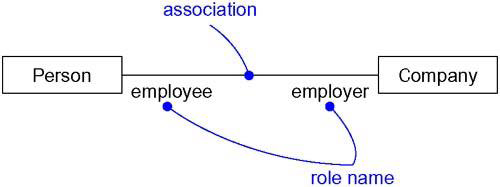 association
Person
Company
employee
employer
role name